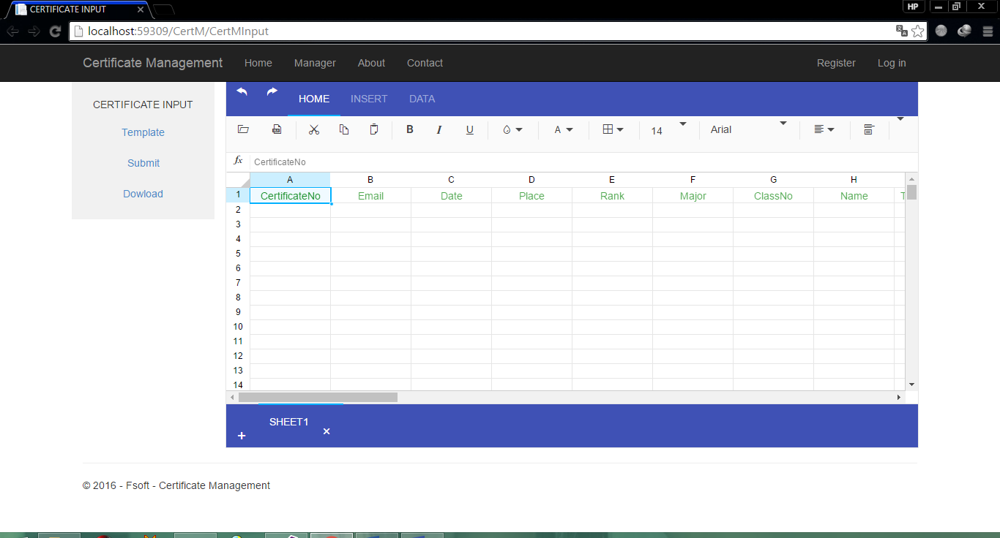 CERTIFICATE INPUT
HP
localhost:59309/CertM/CertMInput
Certificate Management Home Manager About Contact Register Log in
CERTIFICATE INPUT
Template
Submit
Dowload
HOME INSERT DATA
B I U A 14 Arial
fx CertificateNo
A B C D E F G H
1 CertificateNo Email Date Place Rank Major ClassNo Name T
2
3
4
5
6
7
8
9
10
11
12
13
14
SHEET1
© 2016 - Fsoft - Certificate Management